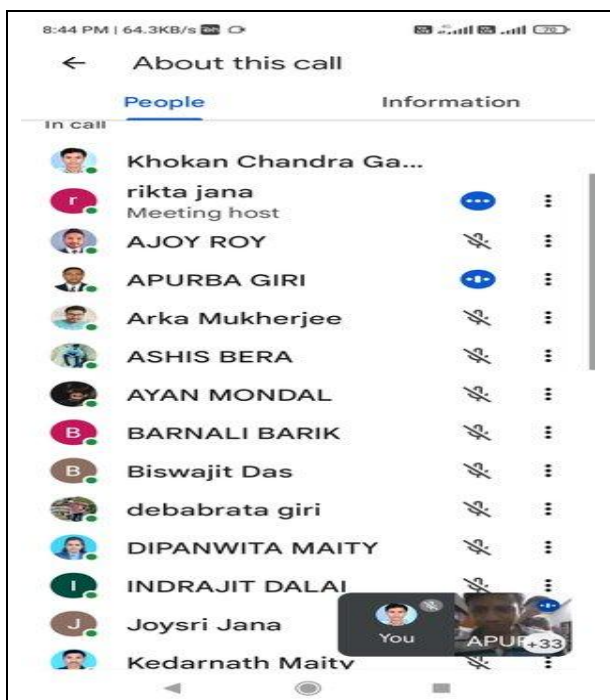 8:44 PM | 64.3KB/s
70
About this call
People Information
In call
Khokan Chandra Ga...
r rikta jana
Meeting host
AJOY ROY
APURBA GIRI
Arka Mukherjee
ASHIS BERA
AYAN MONDAL
B BARNALI BARIK
B Biswajit Das
debabrata giri
DIPANWITA MAITY
I INDRAJIT DALAI
J Joysri Jana
You APUR +33
Kedarnath Maity